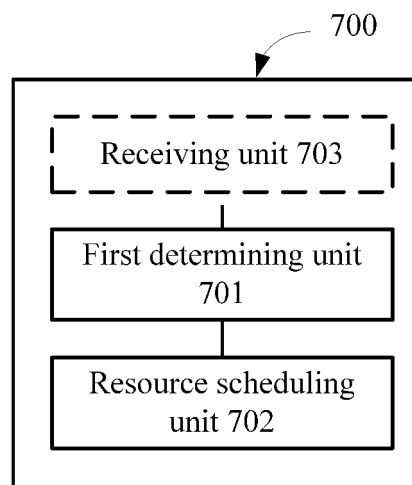 700
Receiving unit 703
First determining unit
701
Resource scheduling
unit 702